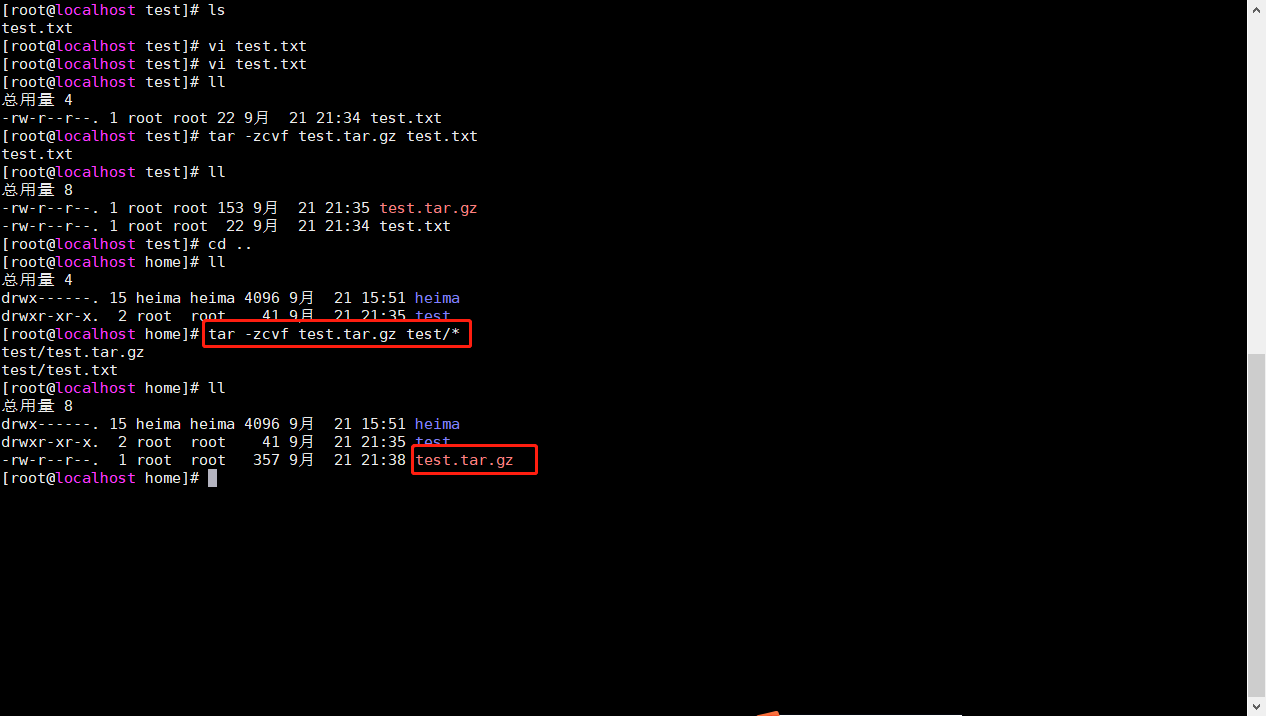 [root@localhost test]# ls
test.txt
[root@localhost test]# vi test.txt
[root@localhost test]# vi test.txt
[root@localhost test]# ll
总用量 4
-rw-r--r--. 1 root root 22 9月  21 21:34 test.txt
[root@localhost test]# tar -zcvf test.tar.gz test.txt
test.txt
[root@localhost test]# ll
总用量 8
-rw-r--r--. 1 root root 153 9月  21 21:35 test.tar.gz
-rw-r--r--. 1 root root  22 9月  21 21:34 test.txt
[root@localhost test]# cd ..
[root@localhost home]# ll
总用量 4
drwx------. 15 heima heima 4096 9月  21 15:51 heima
drwxr-xr-x.  2 root  root    41 9月  21 21:35 test
[root@localhost home]# tar -zcvf test.tar.gz test/*
test/test.tar.gz
test/test.txt
[root@localhost home]# ll
总用量 8
drwx------. 15 heima heima 4096 9月  21 15:51 heima
drwxr-xr-x.  2 root  root    41 9月  21 21:35 test
-rw-r--r--.  1 root  root   357 9月  21 21:38 test.tar.gz
[root@localhost home]#